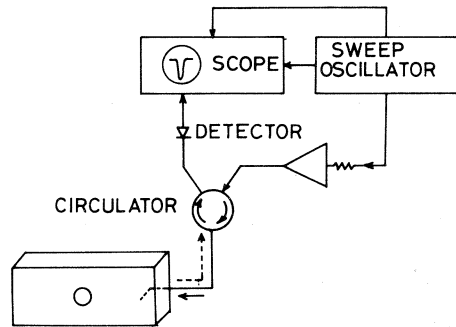 SCOPE
SWEEP
OSCILLATOR
DETECTOR
CIRCULATOR